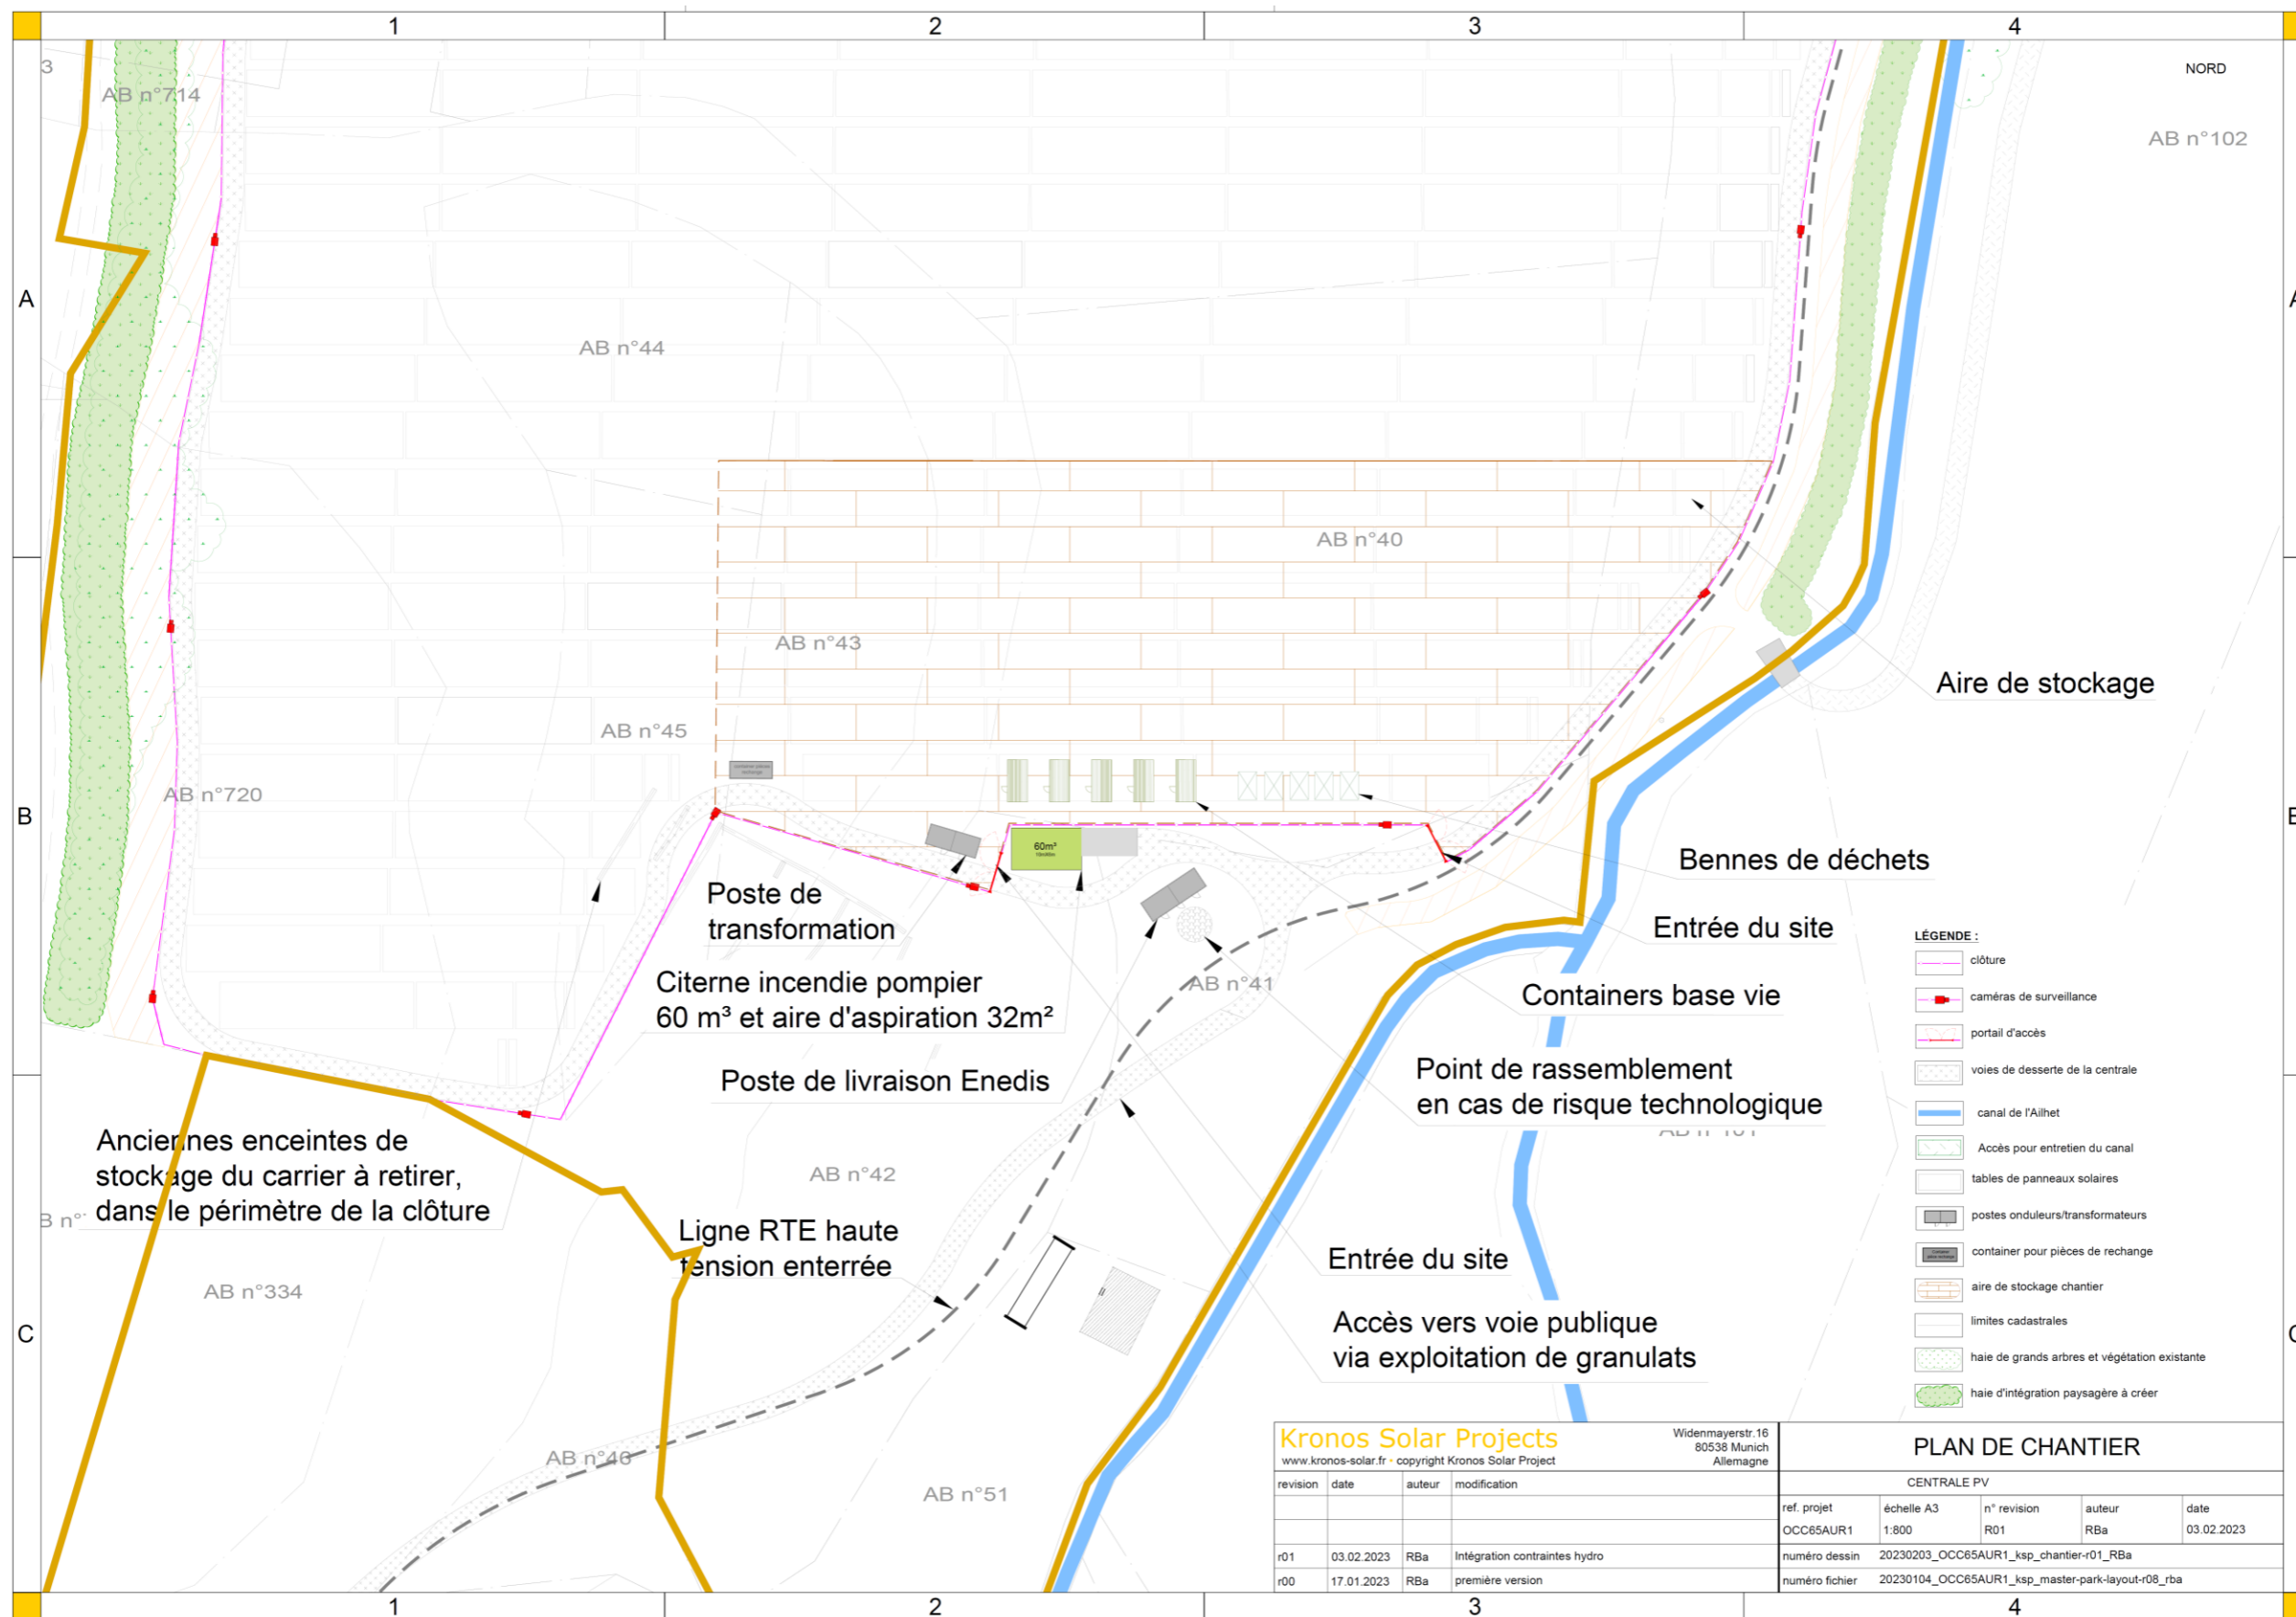 1
2
3
4
3
NORD
AB n°714
AB n°102
A
A
AB n°44
AB n°40
AB n°43
Aire de stockage
AB n°45
container pièces
rechange
AB n°720
B
60m³
Bennes de déchets
Poste de
transformation
Entrée du site
LÉGENDE :
clôture
Citerne incendie pompier
60 m³ et aire d'aspiration 32m²
AB n°41
Containers base vie
caméras de surveillance
portail d'accès
Poste de livraison Enedis
Point de rassemblement
en cas de risque technologique
voies de desserte de la centrale
canal de l'Ailhet
Anciennes enceintes de
stockage du carrier à retirer,
dans le périmètre de la clôture
Accès pour entretien du canal
AB n°42
tables de panneaux solaires
postes onduleurs/transformateurs
Ligne RTE haute
tension enterrée
Entrée du site
container pour pièces de rechange
AB n°334
aire de stockage chantier
C
Accès vers voie publique
via exploitation de granulats
limites cadastrales
haie de grands arbres et végétation existante
haie d'intégration paysagère à créer
AB n°46
AB n°51
Kronos Solar Projects
www.kronos-solar.fr - copyright Kronos Solar Project
Widenmayerstr.16
80538 Munich
Allemagne
PLAN DE CHANTIER
CENTRALE PV
revision date auteur modification
ref. projet échelle A3 n° revision auteur date
OCC65AUR1 1:800 R01 RBa 03.02.2023
r01 03.02.2023 RBa Intégration contraintes hydro
numéro dessin 20230203_OCC65AUR1_ksp_chantier-r01_RBa
r00 17.01.2023 RBa première version
numéro fichier 20230104_OCC65AUR1_ksp_master-park-layout-r08_rba
1
2
3
4